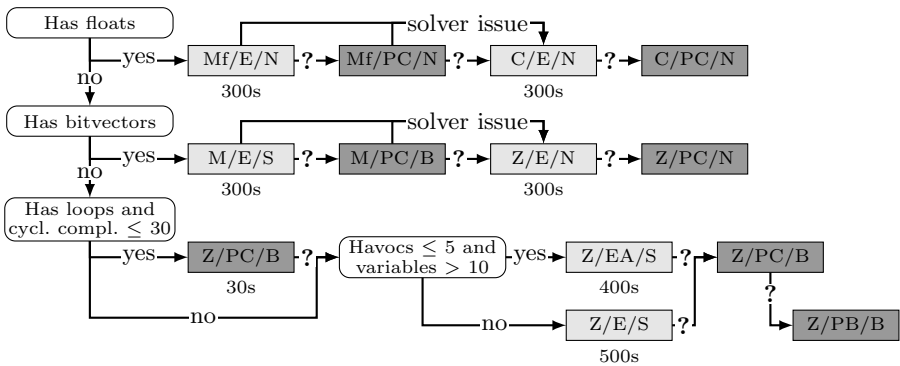 Has floats
solver issue
yes
Mf/E/N
?
Mf/PC/N
?
C/E/N
?
C/PC/N
300s
300s
no
Has bitvectors
solver issue
yes
M/E/S
?
M/PC/B
?
Z/E/N
?
Z/PC/N
300s
300s
no
Has loops and
cycl. compl. ≤ 30
yes
Z/PC/B
?
30s
Havocs ≤ 5 and
variables > 10
yes
Z/EA/S
?
400s
Z/PC/B
no
no
Z/E/S
?
500s
?
Z/PB/B